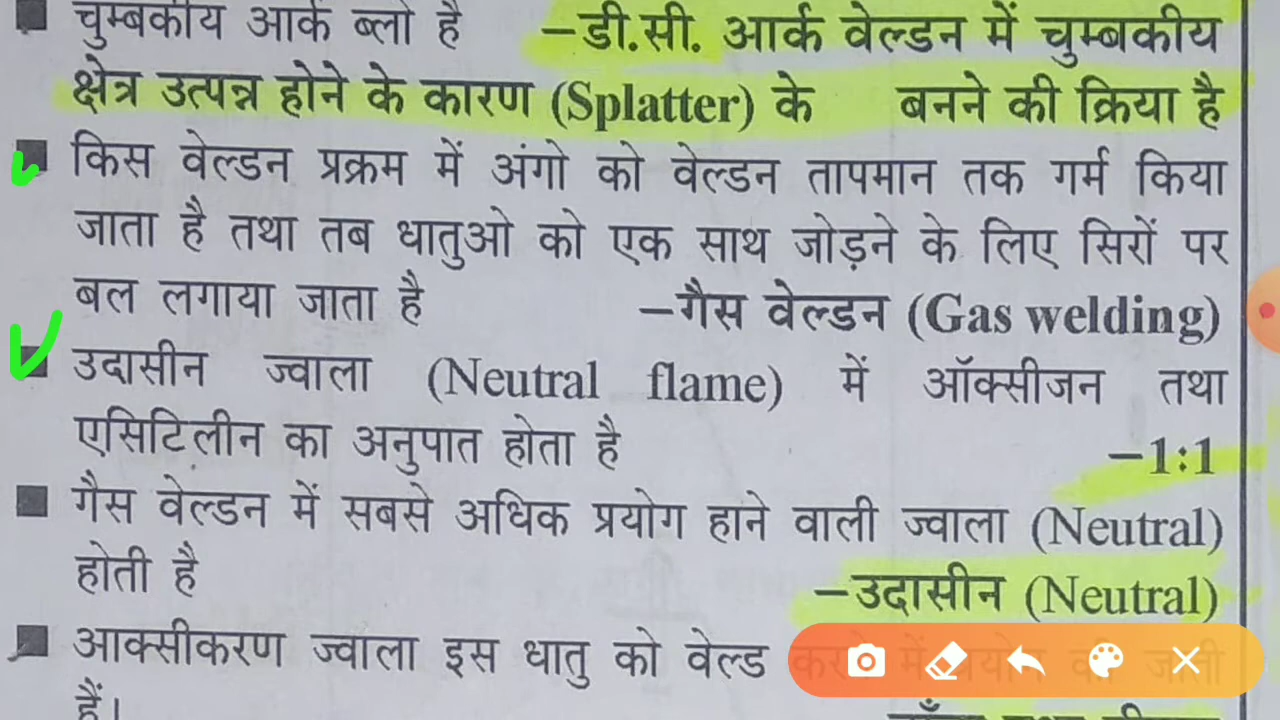 चुम्बकीय आर्क ब्लो है –डी.सी. आर्क वेल्डन में चुम्बकीय
क्षेत्र उत्पन्न होने के कारण (Splatter) के बनने की क्रिया है
किस वेल्डन प्रक्रम में अंगो को वेल्डन तापमान तक गर्म किया
जाता है तथा तब धातुओ को एक साथ जोड़ने के लिए सिरों पर
बल लगाया जाता है –गैस वेल्डन (Gas welding)
उदासीन ज्वाला (Neutral flame) में ऑक्सीजन तथा
एसिटिलीन का अनुपात होता है –1:1
गैस वेल्डन में सबसे अधिक प्रयोग हाने वाली ज्वाला (Neutral)
होती है –उदासीन (Neutral)
आक्सीकरण ज्वाला इस धातु को वेल्ड
हैं।